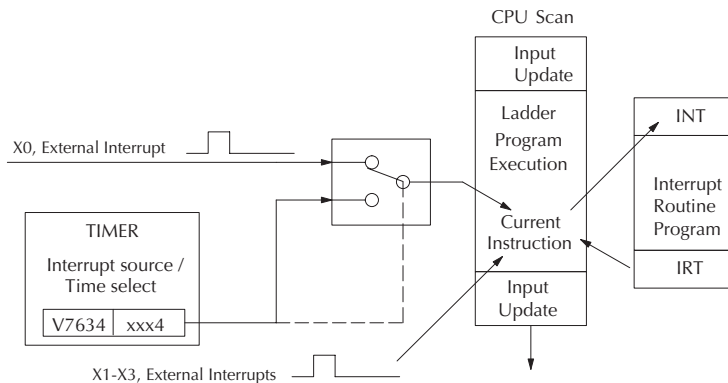 CPU Scan
Input
Update
Ladder
Program
Execution
Current
Instruction
Input
Update
INT
Interrupt
Routine
Program
IRT
X0, External Interrupt
TIMER
Interrupt source /
Time select
V7634 xxx4
X1-X3, External Interrupts